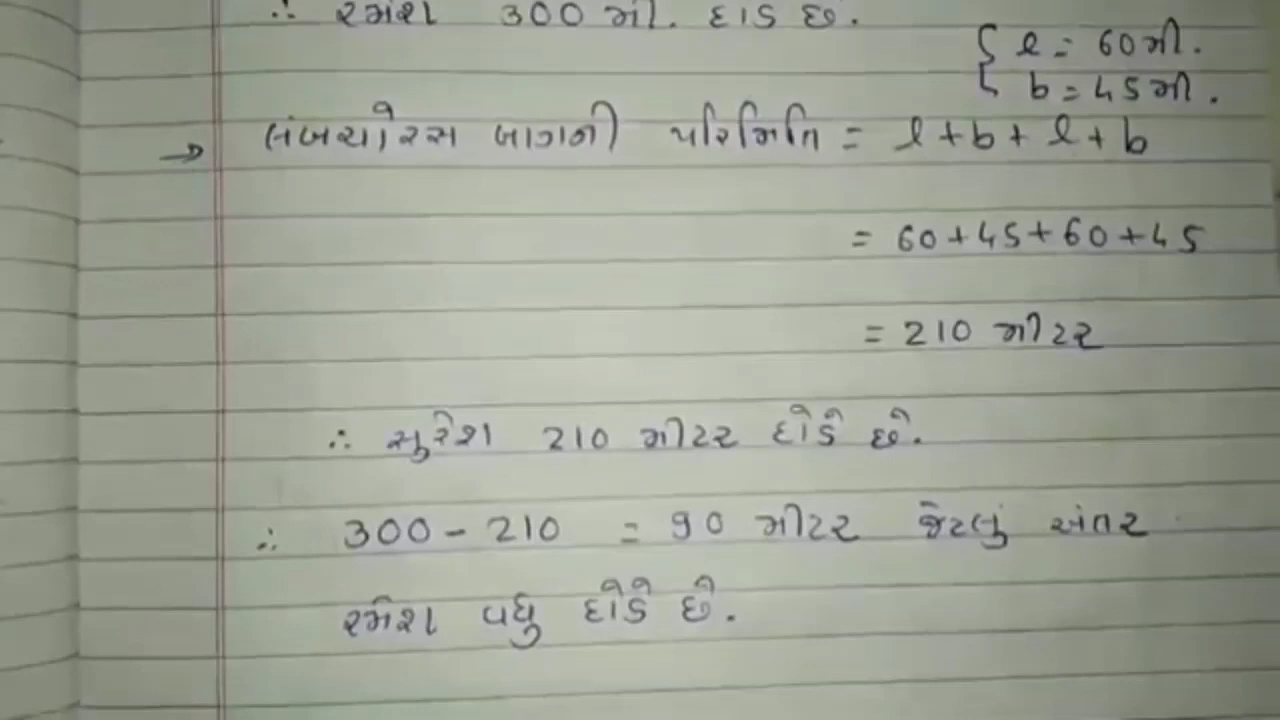 ∴ રમેશ 300 મી. દોડે છે.
{ l = 60 મી.
b = 45 મી.
→ લંબચોરસ બાગની પરિમિતિ = l + b + l + b
= 60 + 45 + 60 + 45
= 210 મીટર
∴ સુરેશ 210 મીટર દોડે છે.
∴ 300 - 210 = 90 મીટર જેટલું અંતર
રમેશ વધુ દોડે છે.